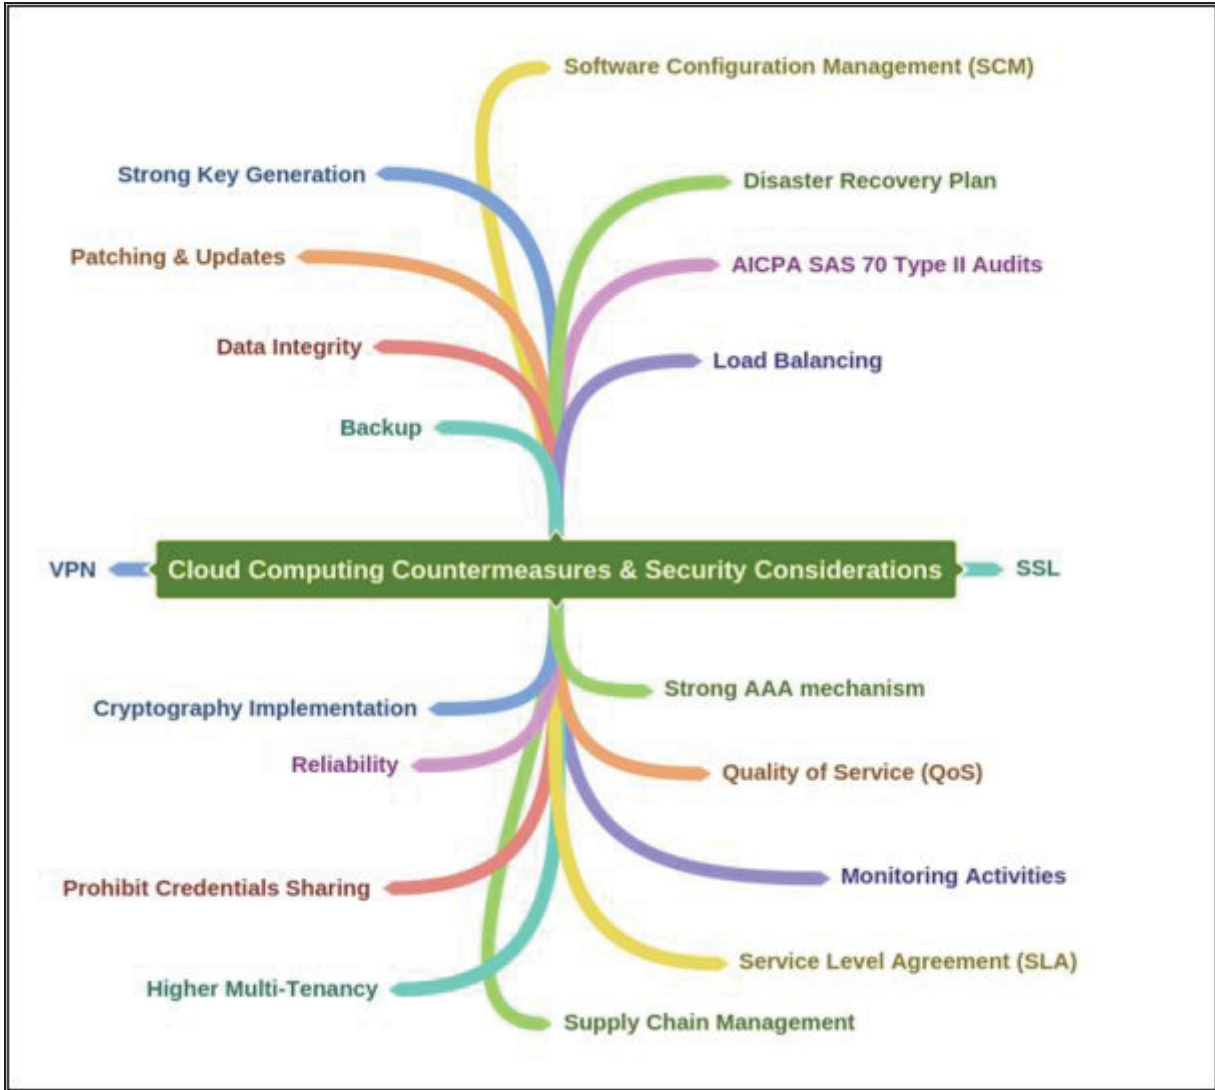 Software Configuration Management (SCM)
Strong Key Generation
Disaster Recovery Plan
Patching & Updates
AICPA SAS 70 Type II Audits
Data Integrity
Load Balancing
Backup
VPN
Cloud Computing Countermeasures & Security Considerations
SSL
Strong AAA mechanism
Cryptography Implementation
Reliability
Quality of Service (QoS)
Prohibit Credentials Sharing
Monitoring Activities
Service Level Agreement (SLA)
Higher Multi-Tenancy
Supply Chain Management